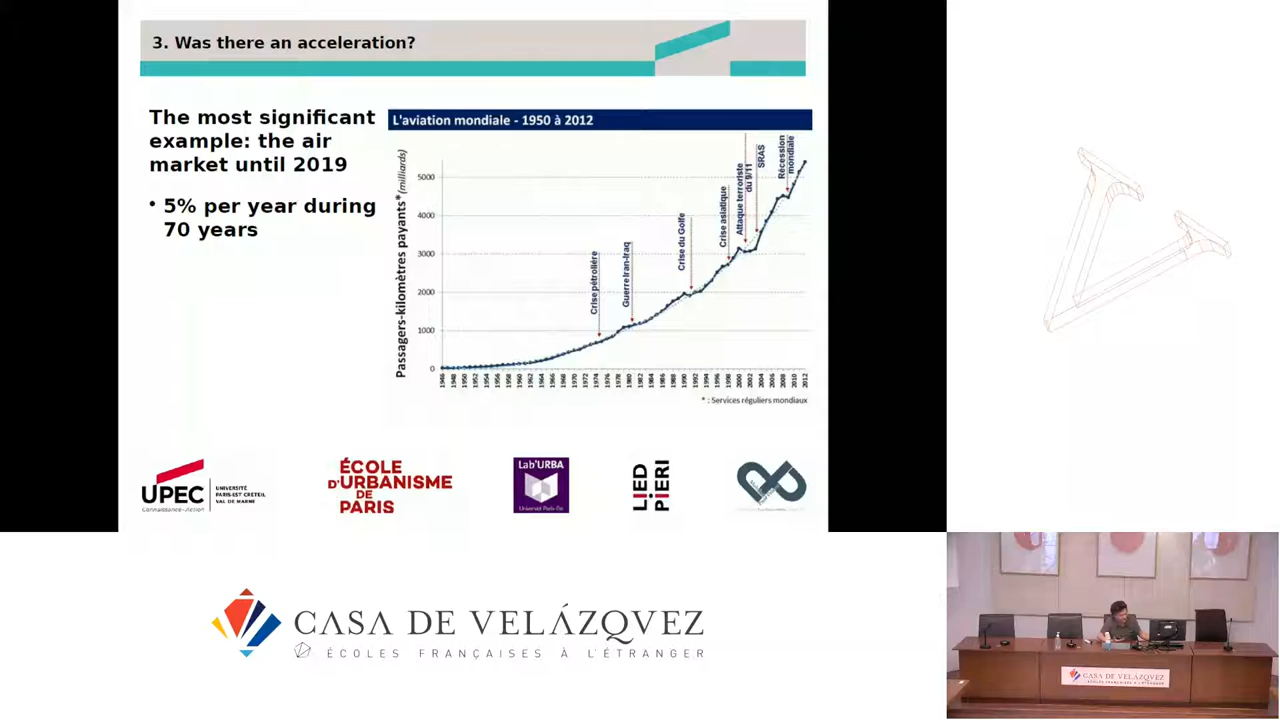 3. Was there an acceleration?
The most significant
example: the air
market until 2019
• 5% per year during
70 years
L'aviation mondiale - 1950 à 2012
Passagers-kilomètres payants* (milliards)
5000
4000
3000
2000
1000
0
Crise pétrolière
Guerre Iran-Iraq
Crise du Golfe
Crise asiatique
Attaque terroriste
du 9/11
SRAS
Récession
mondiale
1946 1948 1950 1952 1954 1956 1958 1960 1962 1964 1966 1968 1970 1972 1974 1976 1978 1980 1982 1984 1986 1988 1990 1992 1994 1996 1998 2000 2002 2004 2006 2008 2010 2012
* : Services réguliers mondiaux
UPEC
Connaissance - Action
UNIVERSITÉ
PARIS-EST CRÉTEIL
VAL DE MARNE
ÉCOLE
D'URBANISME
DE
PARIS
Lab'URBA
LIED
PIERI
CASA DE VELÁZQVEZ
ÉCOLES FRANÇAISES À L'ÉTRANGER
CASA DE VELÁZQVEZ
ÉCOLES FRANÇAISES À L'ÉTRANGER